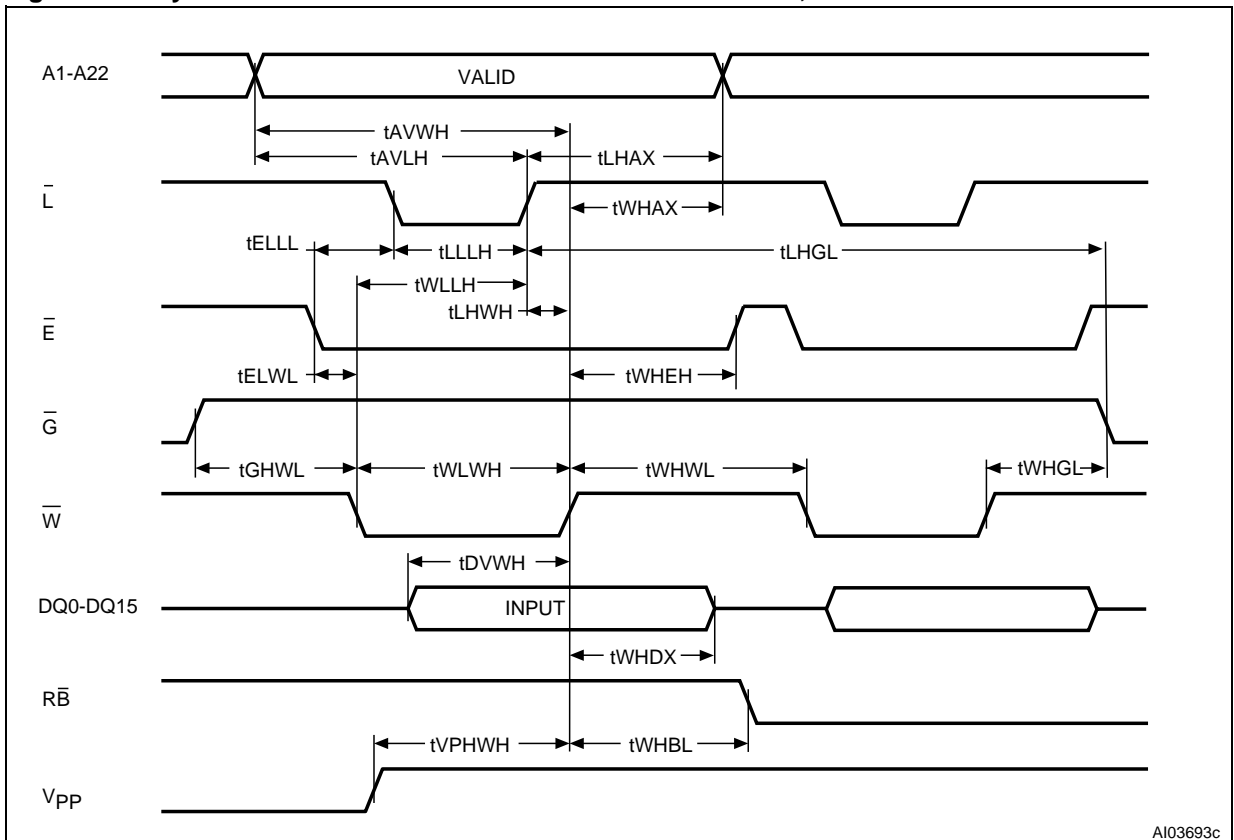 A1-A22
VALID
tAVWH
tAVLH
tLHAX
L̅
tWHAX
tELLL
tLLLH
tLHGL
tWLLH
tLHWH
E̅
tELWL
tWHEH
G̅
tGHWL
tWLWH
tWHWL
tWHGL
W̅
tDVWH
DQ0-DQ15
INPUT
tWHDX
RB̅
tVPHWH
tWHBL
VPP
AI03693c